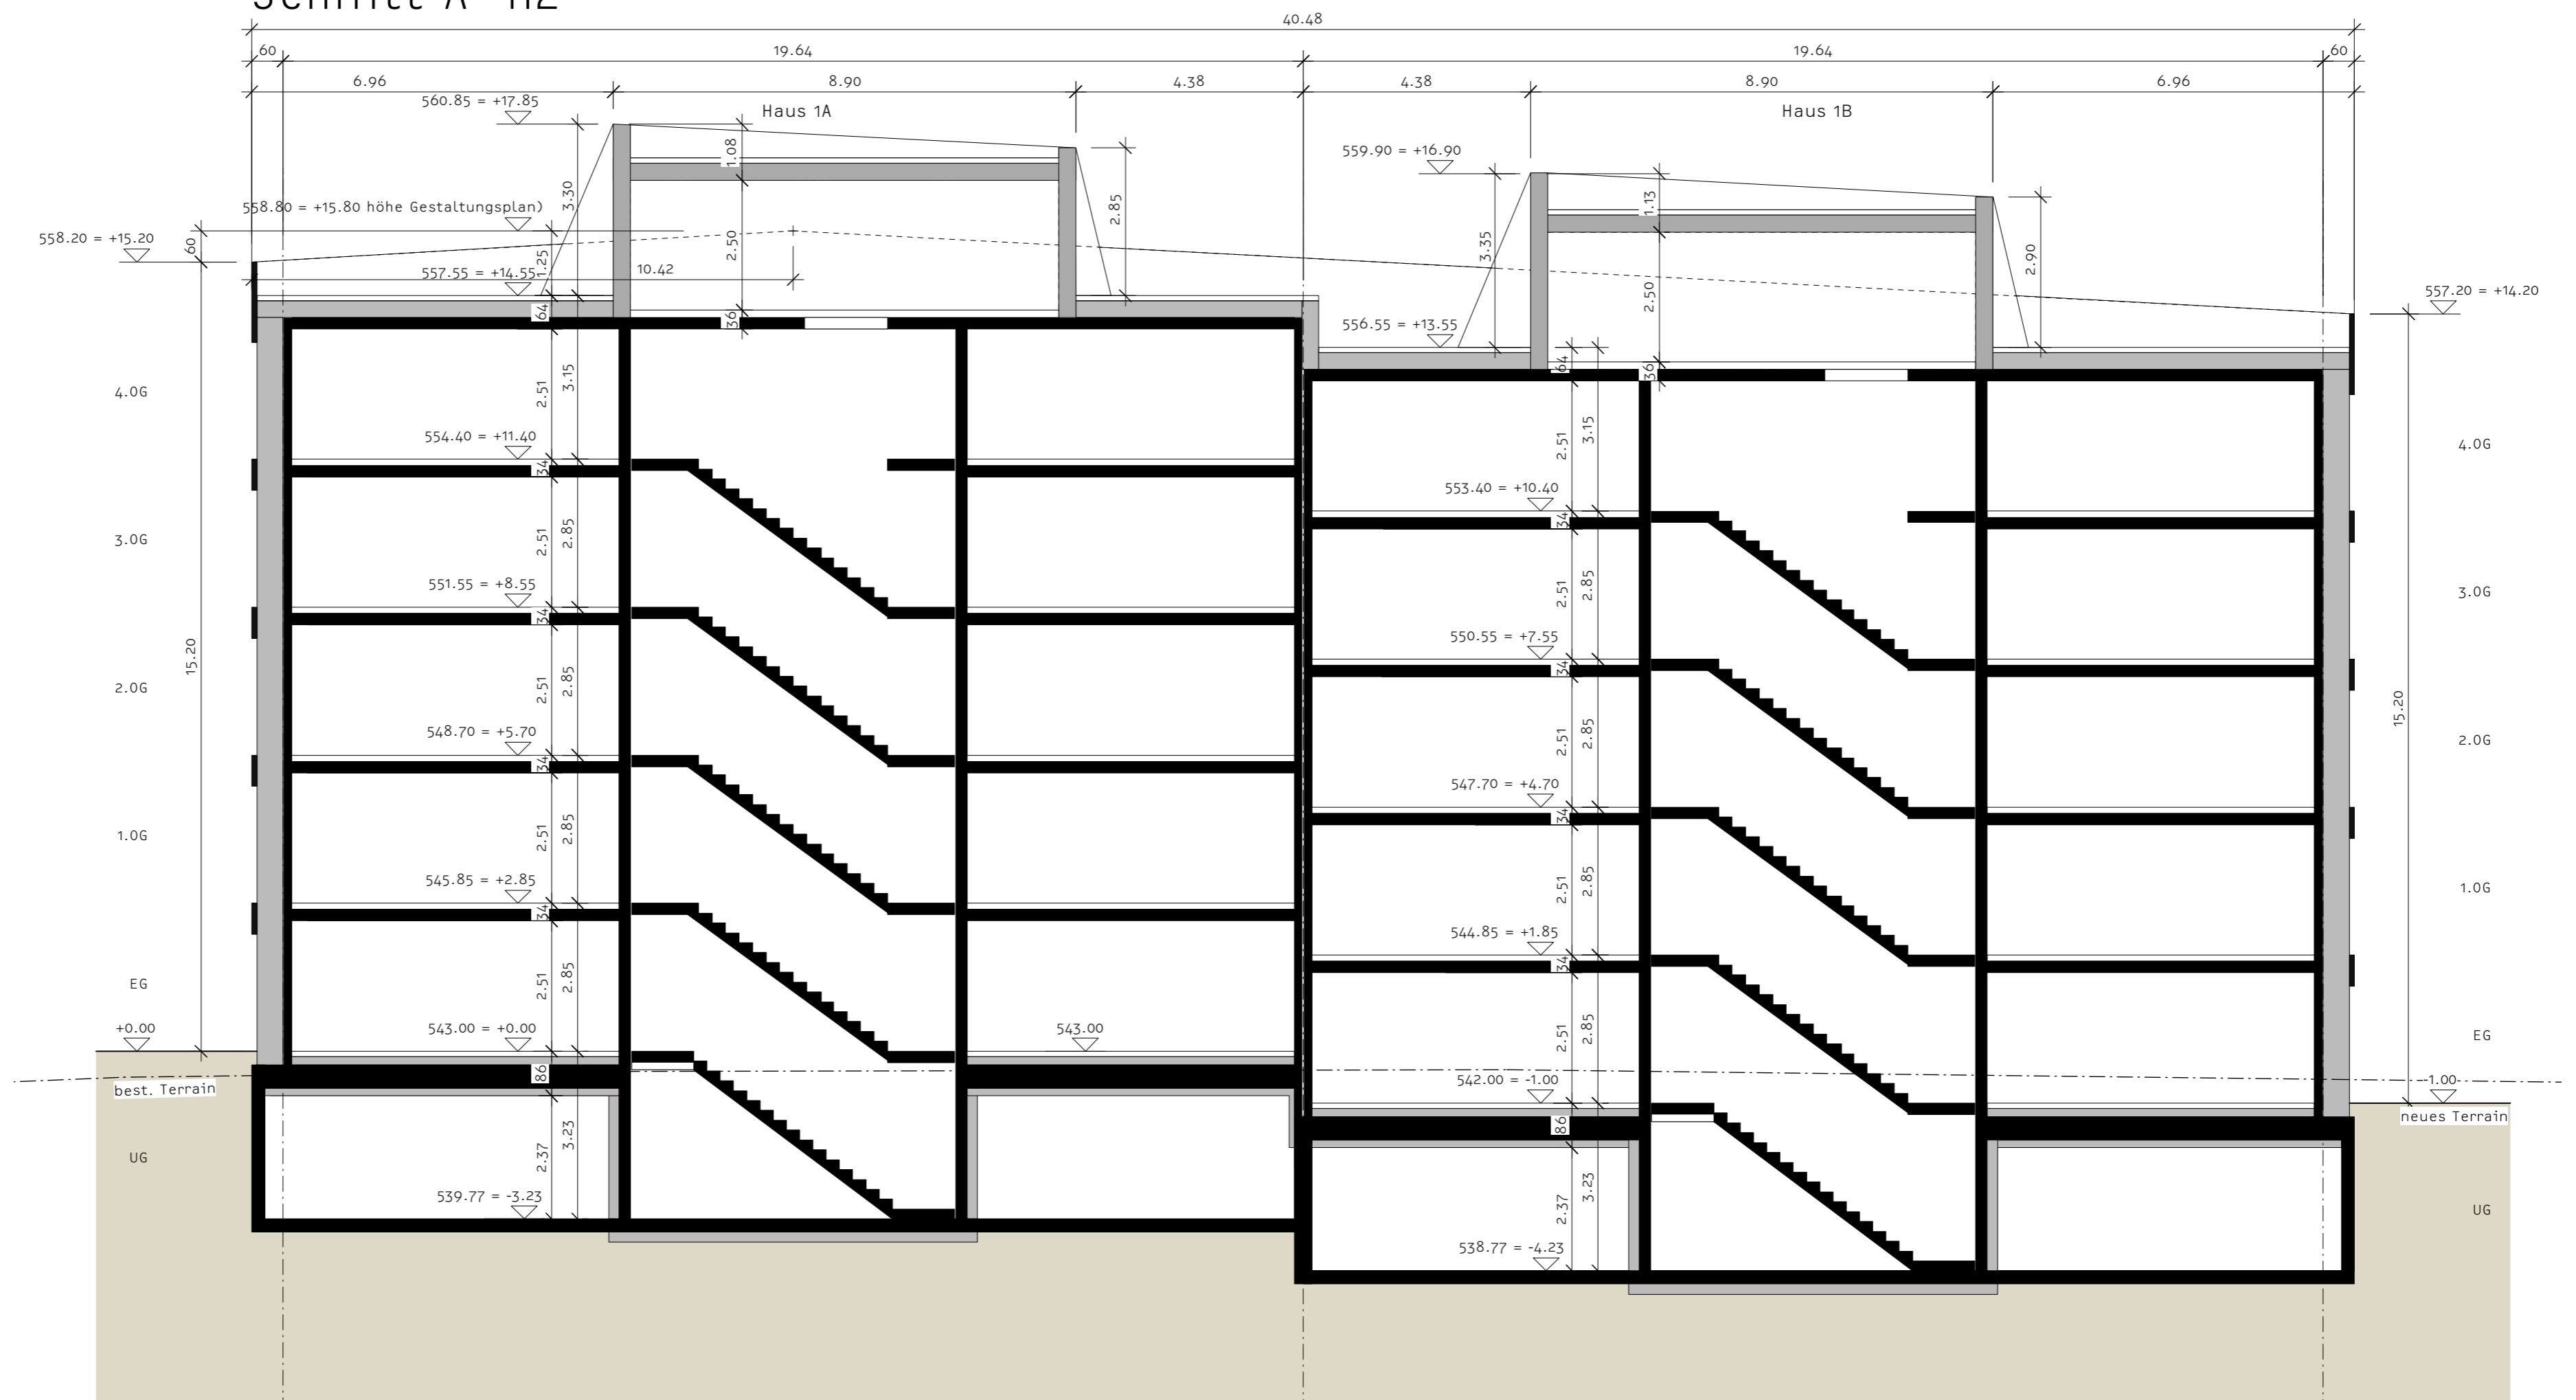 40.48
60 19.64 19.64 60
6.96 8.90 4.38 4.38 8.90 6.96
560.85 = +17.85
Haus 1A
Haus 1B
1.08
3.30
2.50
2.85
559.90 = +16.90
1.13
3.35
2.50
2.90
558.80 = +15.80 höhe Gestaltungsplan)
558.20 = +15.20
60
1.25
10.42
557.55 = +14.55
557.20 = +14.20
64
36
556.55 = +13.55
64
36
4.OG
2.51
3.15
554.40 = +11.40
34
2.51
3.15
4.OG
553.40 = +10.40
34
3.OG
2.51
2.85
551.55 = +8.55
34
2.51
2.85
3.OG
550.55 = +7.55
34
15.20
2.OG
2.51
2.85
548.70 = +5.70
34
2.51
2.85
2.OG
15.20
547.70 = +4.70
34
1.OG
2.51
2.85
545.85 = +2.85
34
2.51
2.85
1.OG
544.85 = +1.85
34
EG
2.51
2.85
+0.00
543.00 = +0.00
543.00
86
2.51
2.85
EG
best. Terrain
542.00 = -1.00
-1.00
neues Terrain
86
UG
2.37
3.23
539.77 = -3.23
2.37
3.23
UG
538.77 = -4.23